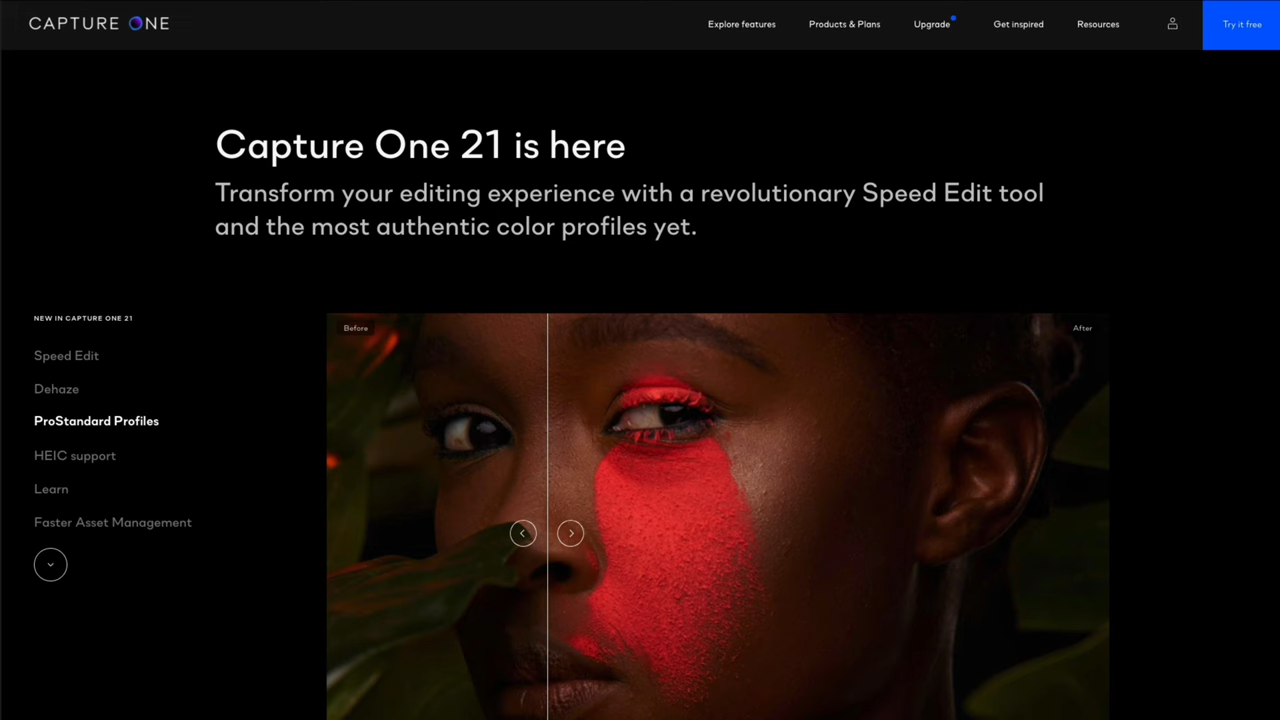 CAPTURE ONE
Explore features
Products & Plans
Upgrade
Get inspired
Resources
Try it free
Capture One 21 is here
Transform your editing experience with a revolutionary Speed Edit tool
and the most authentic color profiles yet.
NEW IN CAPTURE ONE 21
Speed Edit
Dehaze
ProStandard Profiles
HEIC support
Learn
Faster Asset Management
Before
After